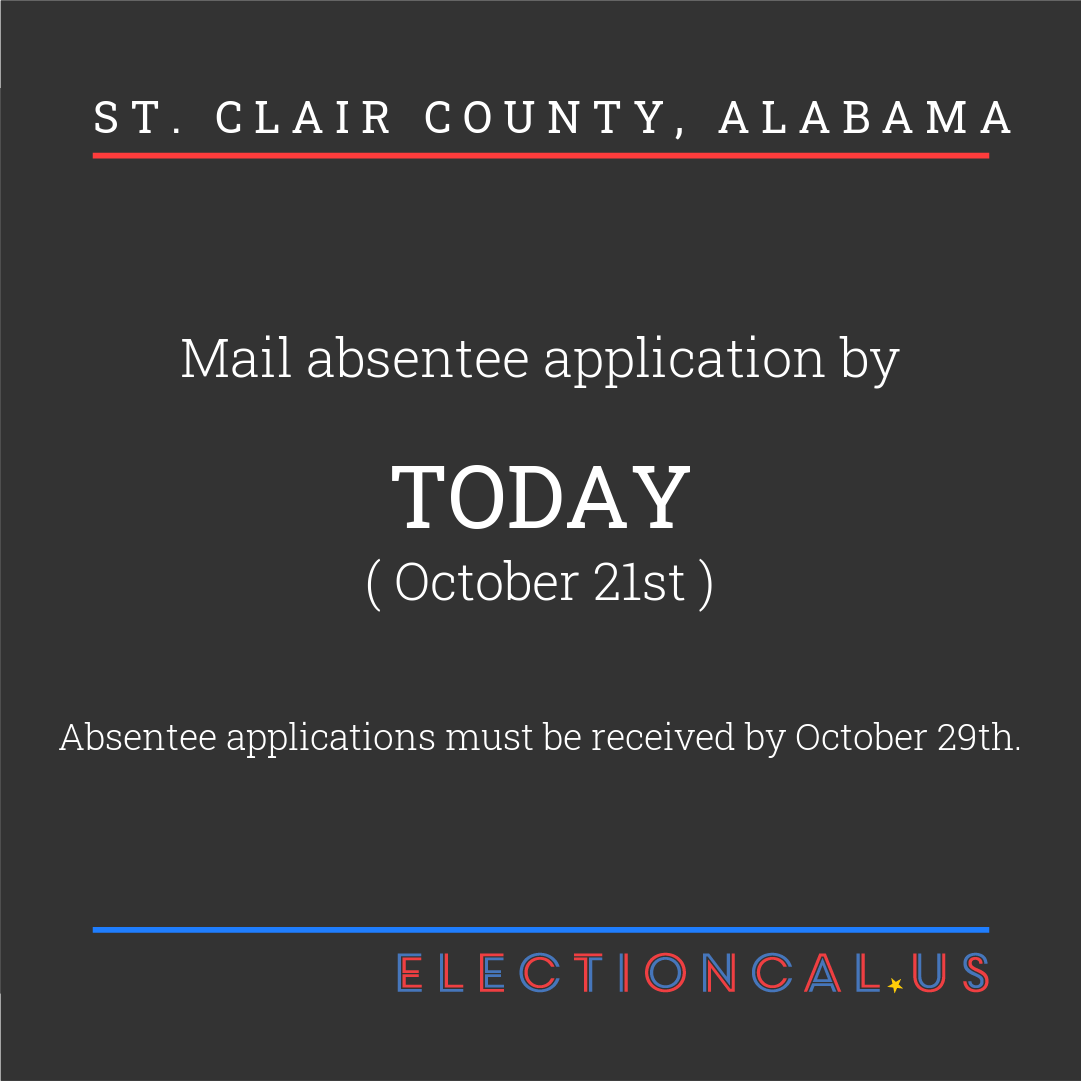 ST. CLAIR COUNTY, ALABAMA
Mail absentee application by
TODAY
( October 21st )
Absentee applications must be received by October 29th.
ELECTIONCAL.US